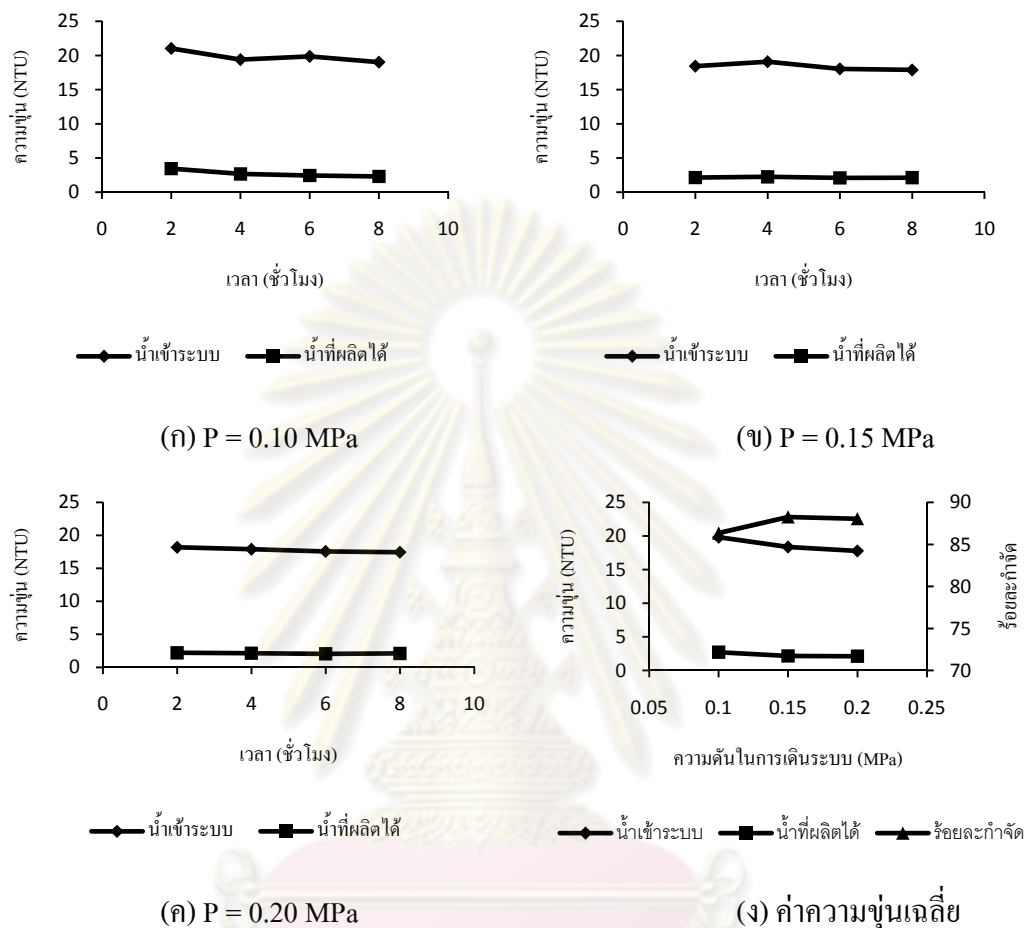 25
20
15
10
5
0
ความขุ่น (NTU)
0 2 4 6 8 10
เวลา (ชั่วโมง)
น้ำเข้าระบบ น้ำที่ผลิตได้
(ก) P = 0.10 MPa
25
20
15
10
5
0
ความขุ่น (NTU)
0 2 4 6 8 10
เวลา (ชั่วโมง)
น้ำเข้าระบบ น้ำที่ผลิตได้
(ข) P = 0.15 MPa
25
20
15
10
5
0
ความขุ่น (NTU)
0 2 4 6 8 10
เวลา (ชั่วโมง)
น้ำเข้าระบบ น้ำที่ผลิตได้
(ค) P = 0.20 MPa
25
20
15
10
5
0
ความขุ่น (NTU)
90
85
80
75
70
ร้อยละกำจัด
0.05 0.1 0.15 0.2 0.25
ความดันในการเดินระบบ (MPa)
น้ำเข้าระบบ น้ำที่ผลิตได้ ร้อยละกำจัด
(ง) ค่าความขุ่นเฉลี่ย